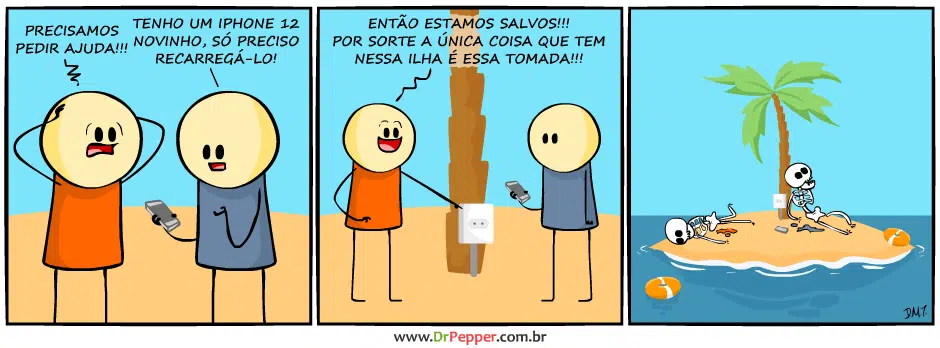 PRECISAMOS
PEDIR AJUDA!!!
TENHO UM IPHONE 12
NOVINHO, SÓ PRECISO
RECARREGÁ-LO!
ENTÃO ESTAMOS SALVOS!!!
POR SORTE A ÚNICA COISA QUE TEM
NESSA ILHA É ESSA TOMADA!!!
www.DrPepper.com.br